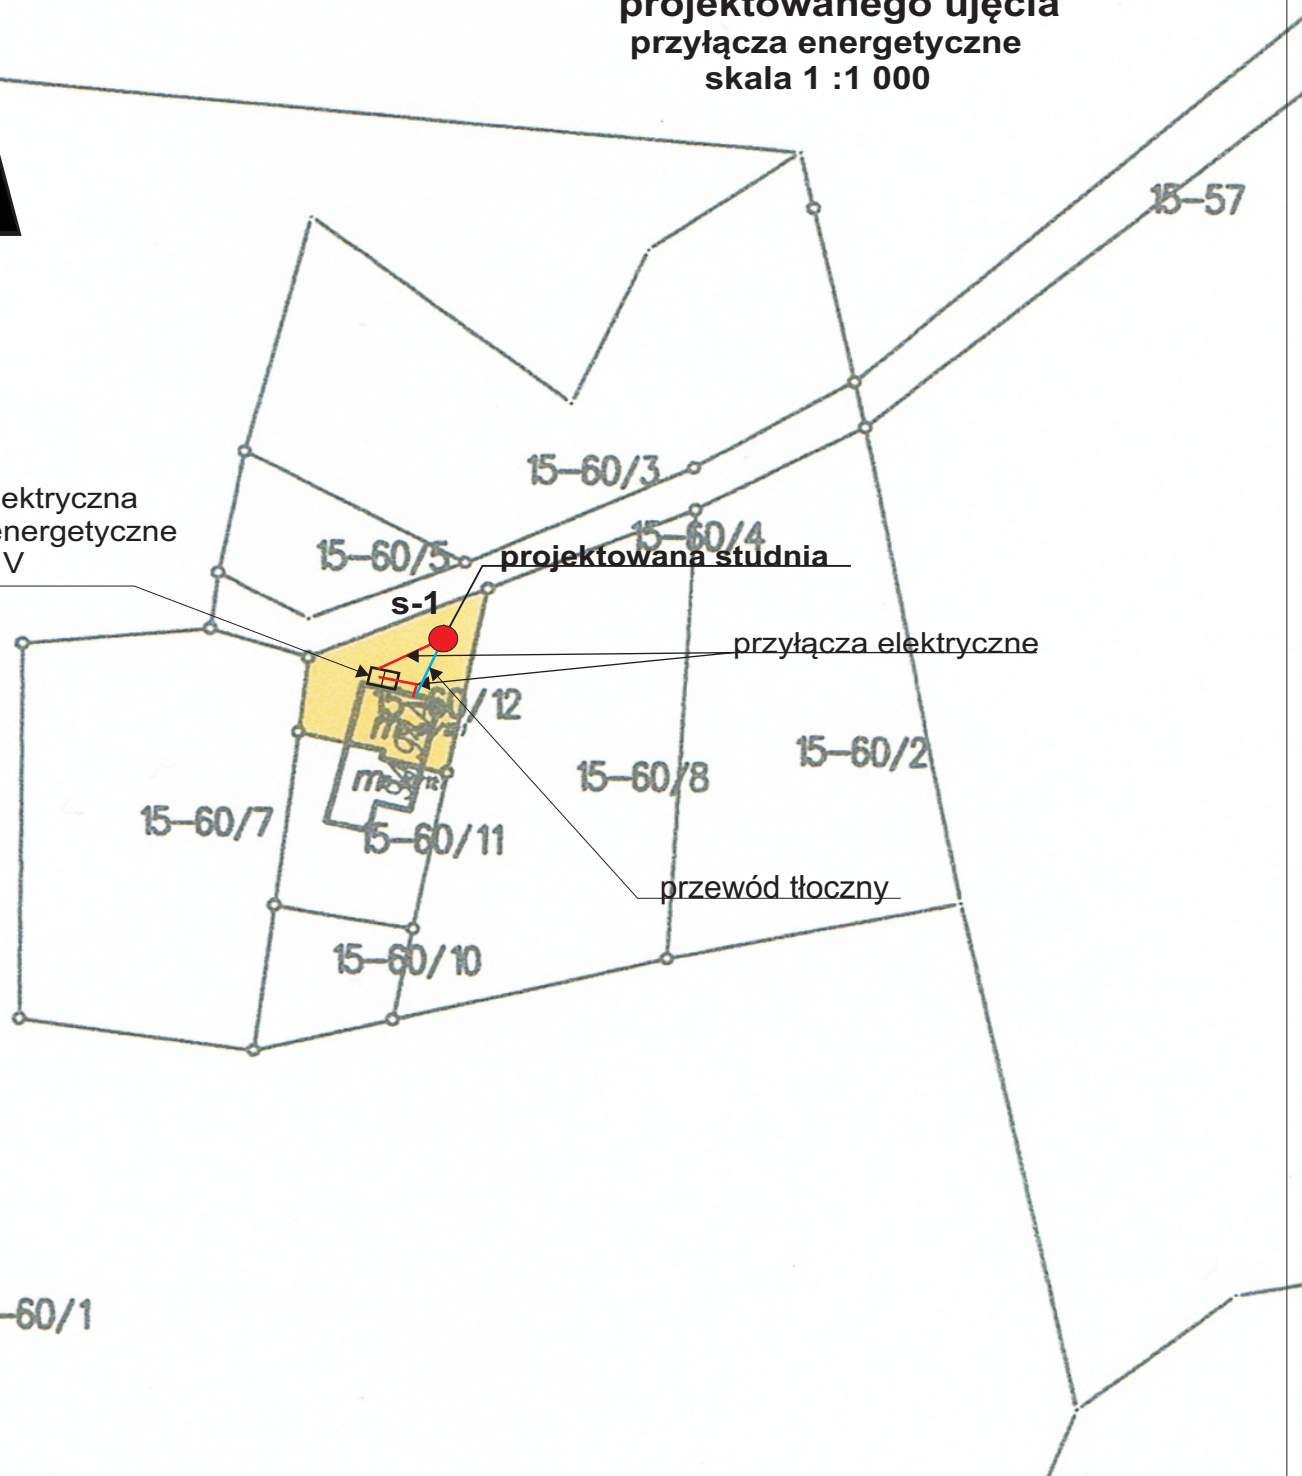 projektowanego ujęcia
przyłącza energetyczne
skala 1 :1 000
15-57
15-60/3
ektryczna
energetyczne
V
15-60/4
15-60/5
projektowana studnia
s-1
przyłącza elektryczne
15-60/12
15-60/2
15-60/8
15-60/7
15-60/11
przewód tłoczny
15-60/10
-60/1